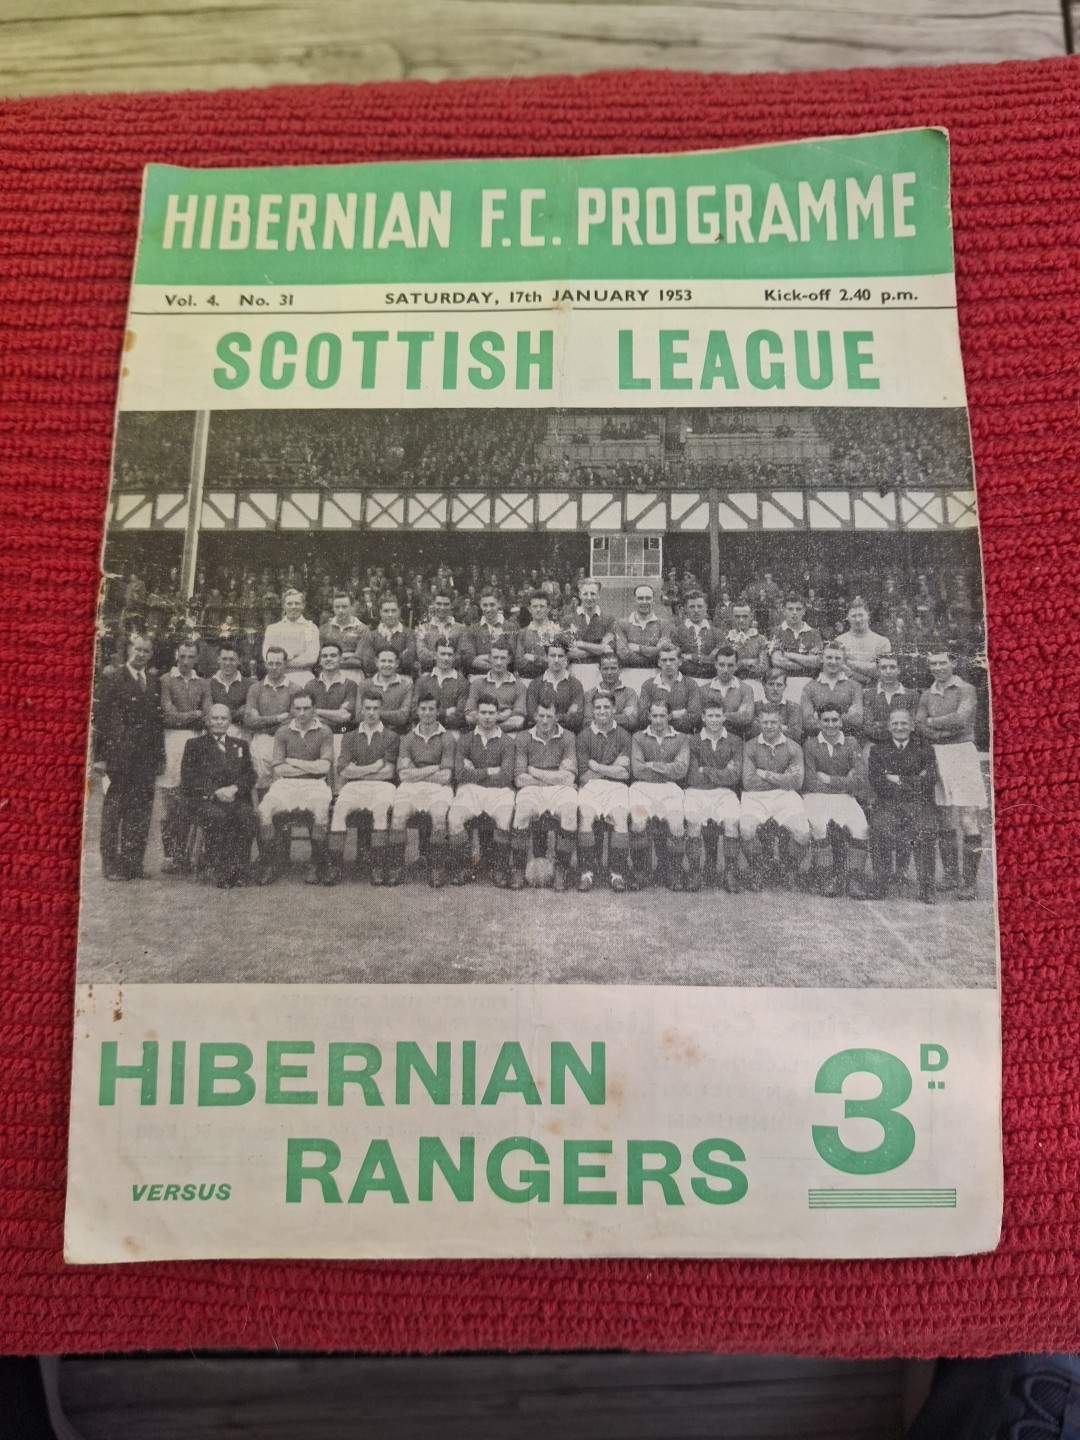 HIBERNIAN F.C. PROGRAMME
Vol. 4. No. 31 SATURDAY, 17th JANUARY 1953 Kick-off 2.40 p.m.
SCOTTISH LEAGUE
HIBERNIAN
VERSUS RANGERS
3D